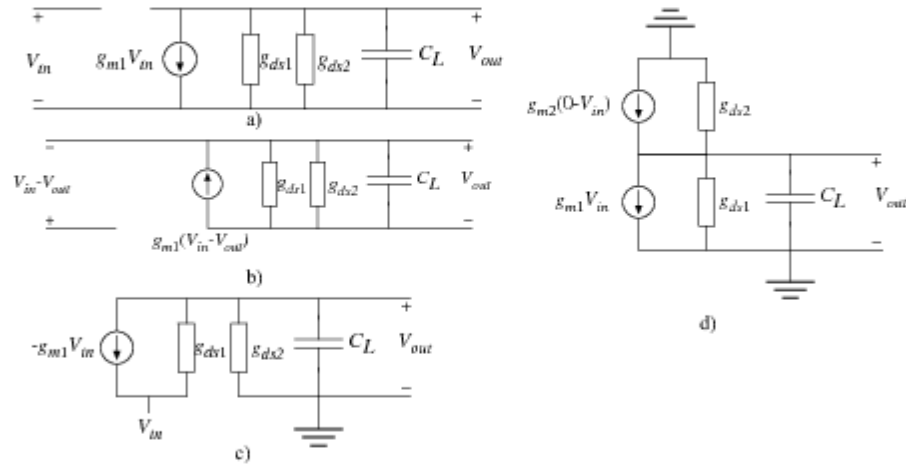 + + +
V_in g_m1V_in g_ds1 g_ds2 C_L V_out
− − −
a)
− +
V_in-V_out g_ds1 g_ds2 C_L V_out
+ −
g_m1(V_in-V_out)
b)
+
-g_m1V_in g_ds1 g_ds2 C_L V_out
−
V_in
c)
g_m2(0-V_in) g_ds2
+
g_m1V_in g_ds1 C_L V_out
−
d)